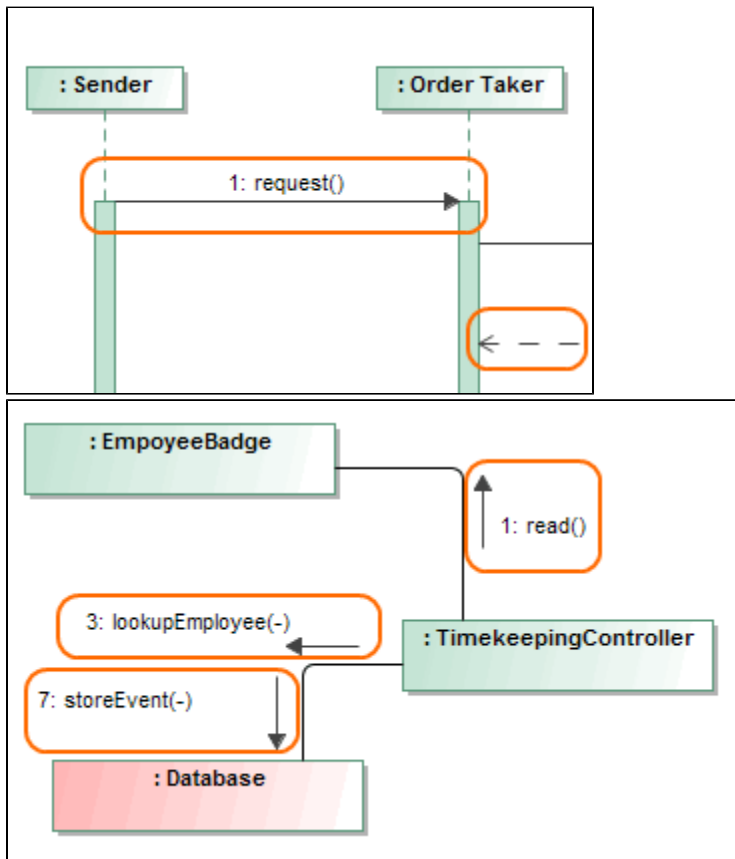 : Sender
: Order Taker
1: request()
: EmpoyeeBadge
1: read()
3: lookupEmployee(-)
: TimekeepingController
7: storeEvent(-)
: Database